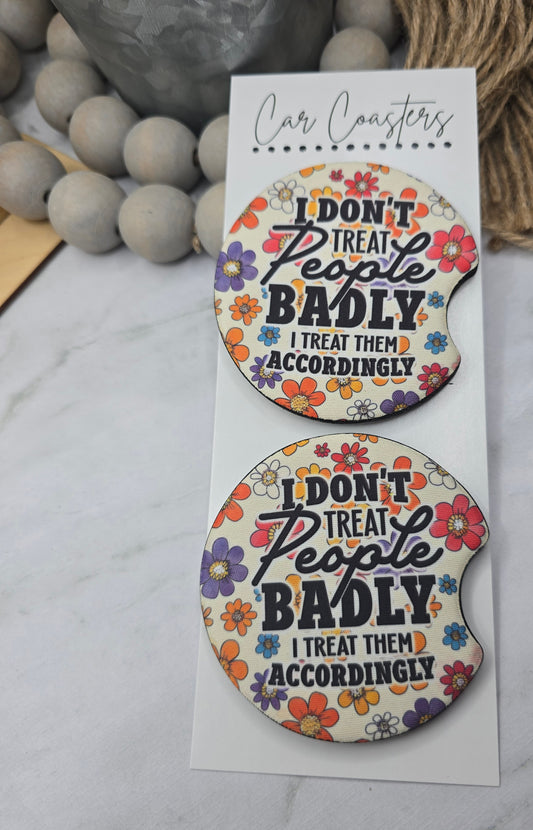 Car Coasters
I DON'T
TREAT
People
BADLY
I TREAT THEM
ACCORDINGLY
I DON'T
TREAT
People
BADLY
I TREAT THEM
ACCORDINGLY